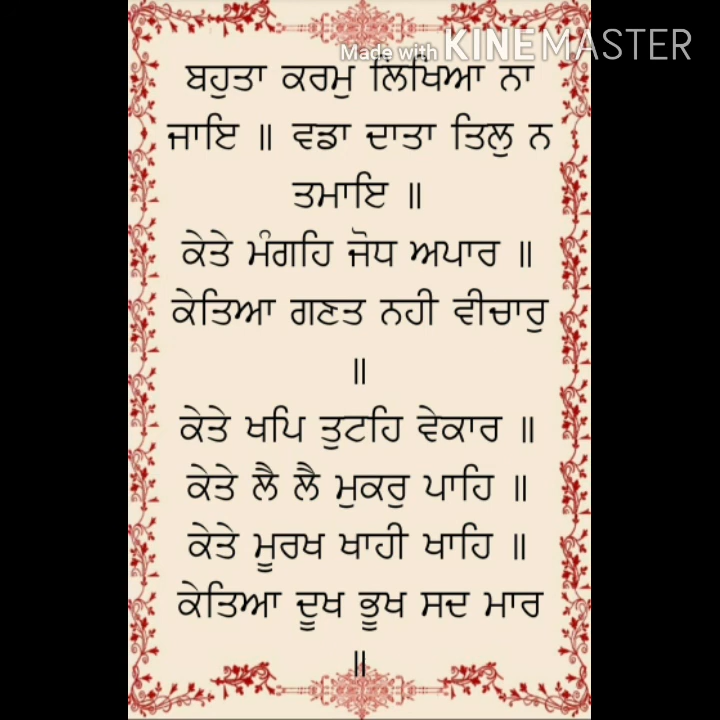 Made with KINEMASTER
ਬਹੁਤਾ ਕਰਮੁ ਲਿਖਿਆ ਨਾ
ਜਾਇ ॥ ਵਡਾ ਦਾਤਾ ਤਿਲੁ ਨ
ਤਮਾਇ ॥
ਕੇਤੇ ਮੰਗਹਿ ਜੋਧ ਅਪਾਰ ॥
ਕੇਤਿਆ ਗਣਤ ਨਹੀ ਵੀਚਾਰੁ
॥
ਕੇਤੇ ਖਪਿ ਤੁਟਹਿ ਵੇਕਾਰ ॥
ਕੇਤੇ ਲੈ ਲੈ ਮੁਕਰੁ ਪਾਹਿ ॥
ਕੇਤੇ ਮੂਰਖ ਖਾਹੀ ਖਾਹਿ ॥
ਕੇਤਿਆ ਦੂਖ ਭੂਖ ਸਦ ਮਾਰ
॥